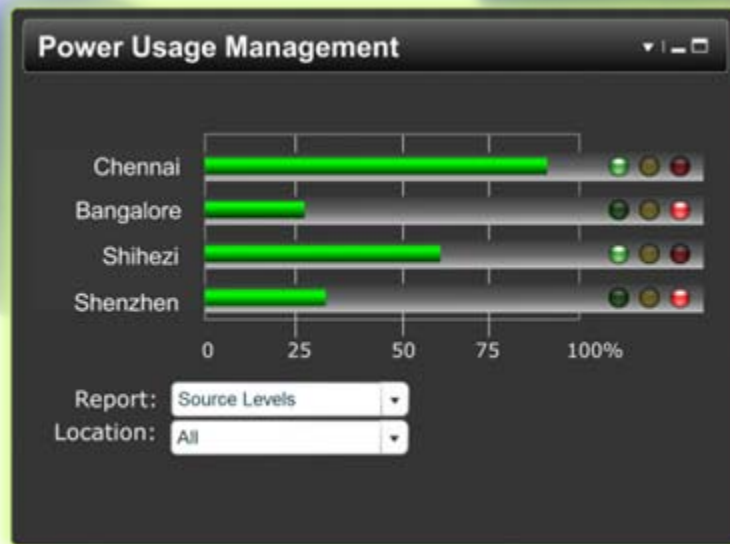 Power Usage Management
Chennai
Bangalore
Shihezi
Shenzhen
0 25 50 75 100%
Report: Source Levels
Location: All